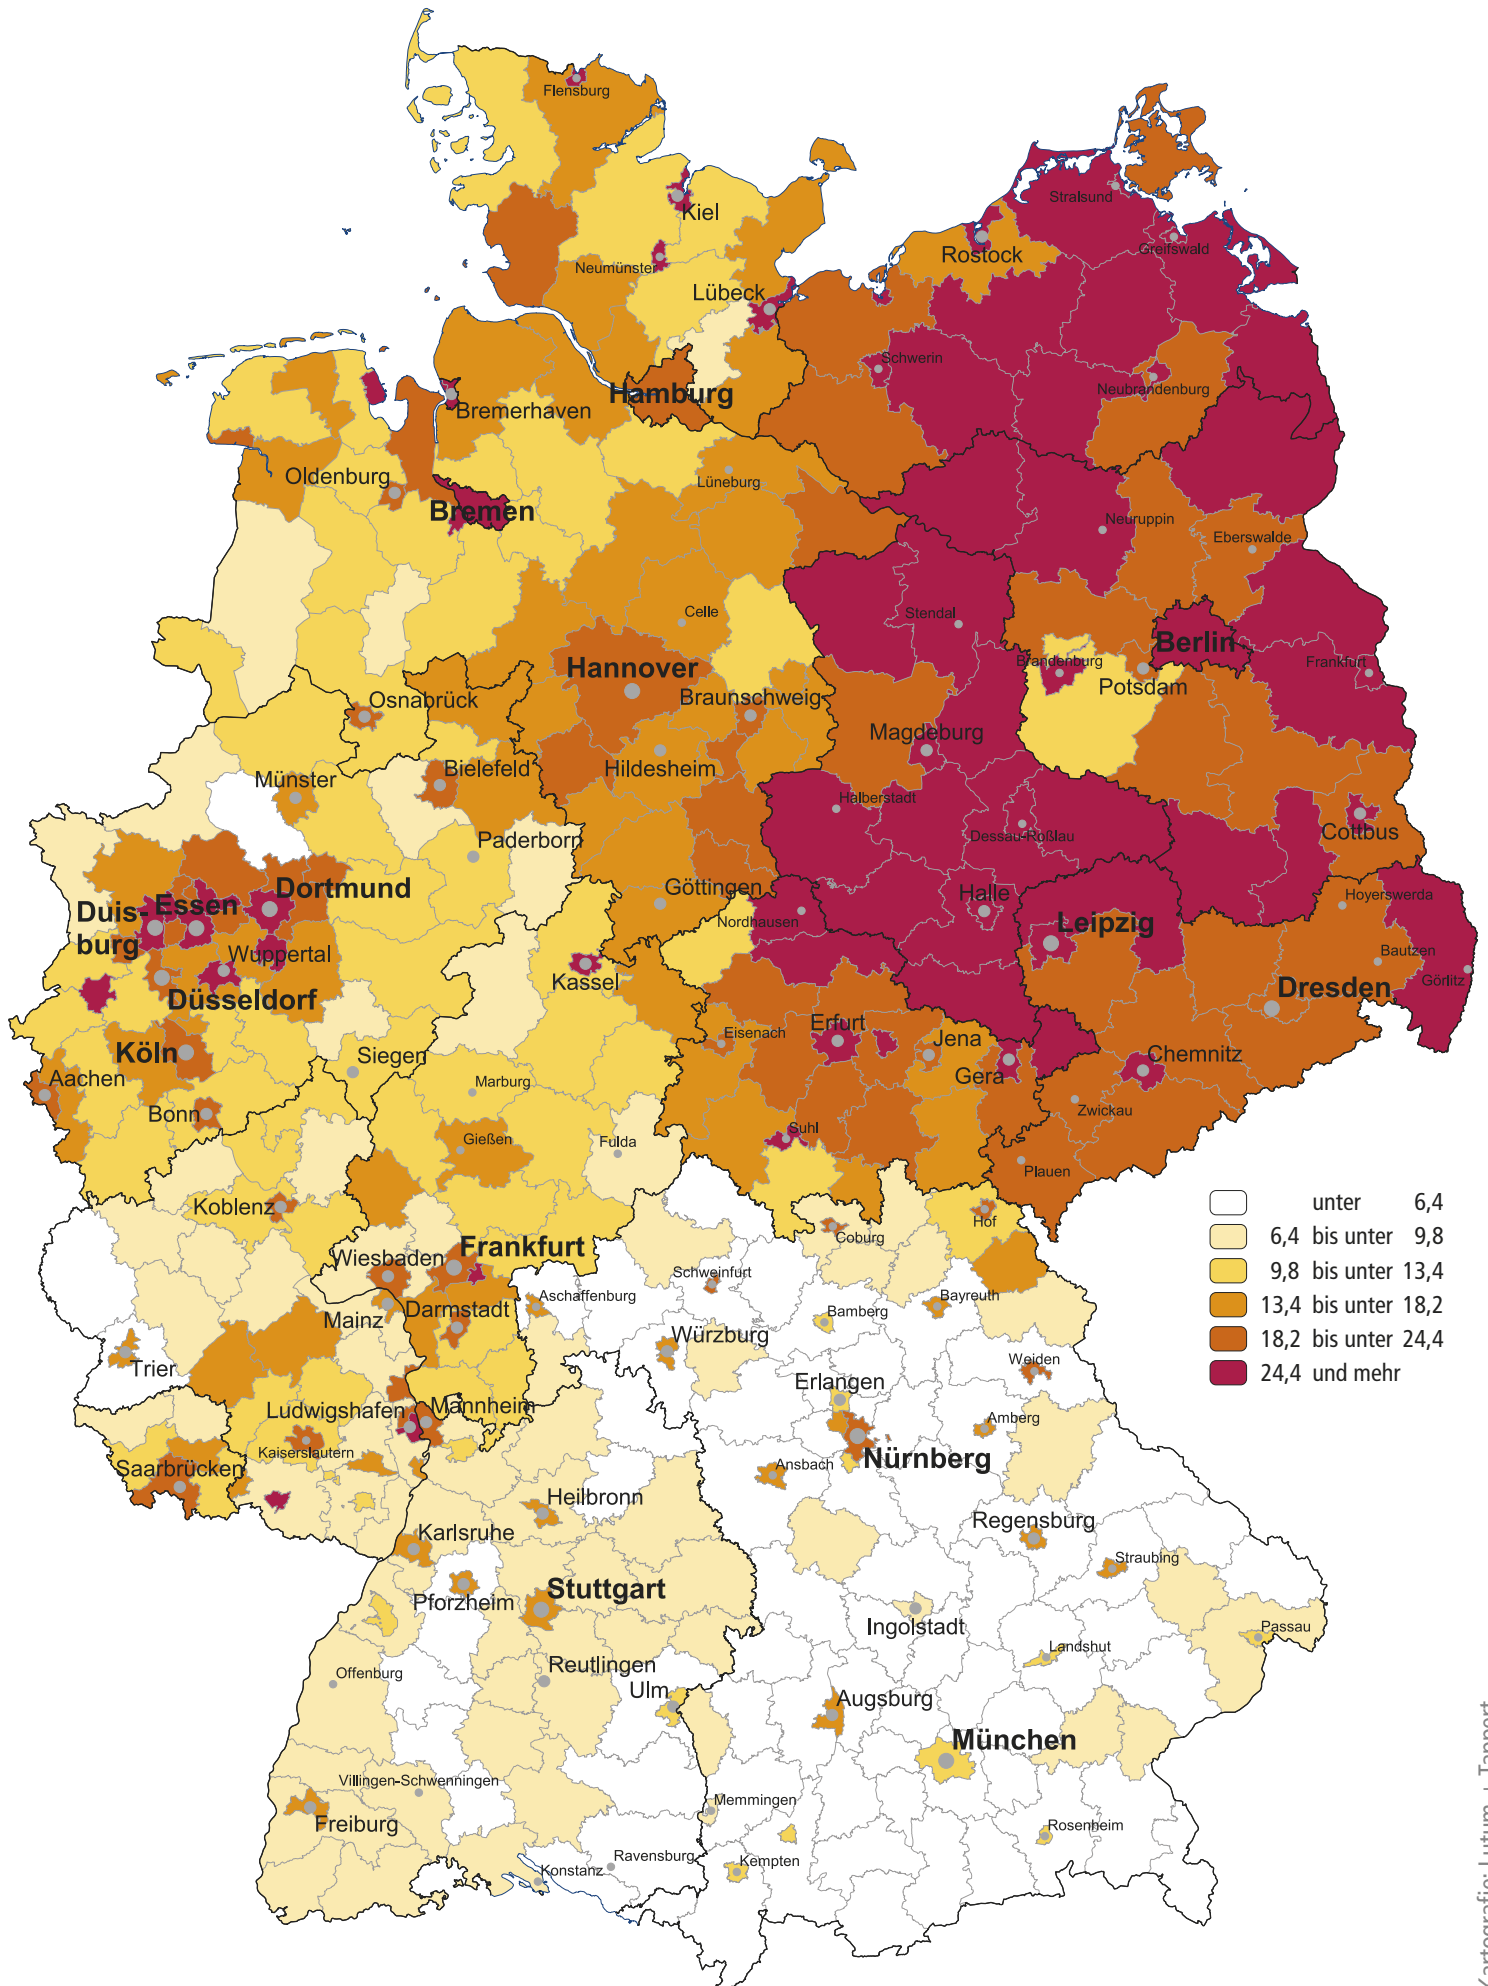 Flensburg
Kiel
Stralsund
Greifswald
Rostock
Neumünster
Lübeck
Schwerin
Neubrandenburg
Hamburg
Bremerhaven
Oldenburg
Lüneburg
Bremen
Neuruppin
Eberswalde
Celle
Stendal
Berlin
Hannover
Brandenburg
Frankfurt
Potsdam
Osnabrück
Braunschweig
Magdeburg
Münster
Bielefeld
Hildesheim
Halberstadt
Dessau-Roßlau
Cottbus
Paderborn
Dortmund
Göttingen
Halle
Hoyerswerda
Duis-
burg
Essen
Nordhausen
Leipzig
Wuppertal
Bautzen
Kassel
Görlitz
Düsseldorf
Dresden
Erfurt
Eisenach
Jena
Köln
Siegen
Chemnitz
Aachen
Gera
Marburg
Bonn
Zwickau
Gießen
Fulda
Suhl
Plauen
Koblenz
Hof
Coburg
Wiesbaden
Frankfurt
Schweinfurt
Aschaffenburg
Bayreuth
Mainz
Darmstadt
Bamberg
Würzburg
Trier
Weiden
Erlangen
Ludwigshafen
Mannheim
Amberg
Kaiserslautern
Nürnberg
Saarbrücken
Ansbach
Heilbronn
Regensburg
Karlsruhe
Straubing
Pforzheim
Stuttgart
Ingolstadt
Passau
Landshut
Reutlingen
Offenburg
Ulm
Augsburg
München
Villingen-Schwenningen
Memmingen
Freiburg
Rosenheim
Kempten
Ravensburg
Konstanz
unter 6,4
6,4 bis unter 9,8
9,8 bis unter 13,4
13,4 bis unter 18,2
18,2 bis unter 24,4
24,4 und mehr
Kartografie: Lutum + Tappert